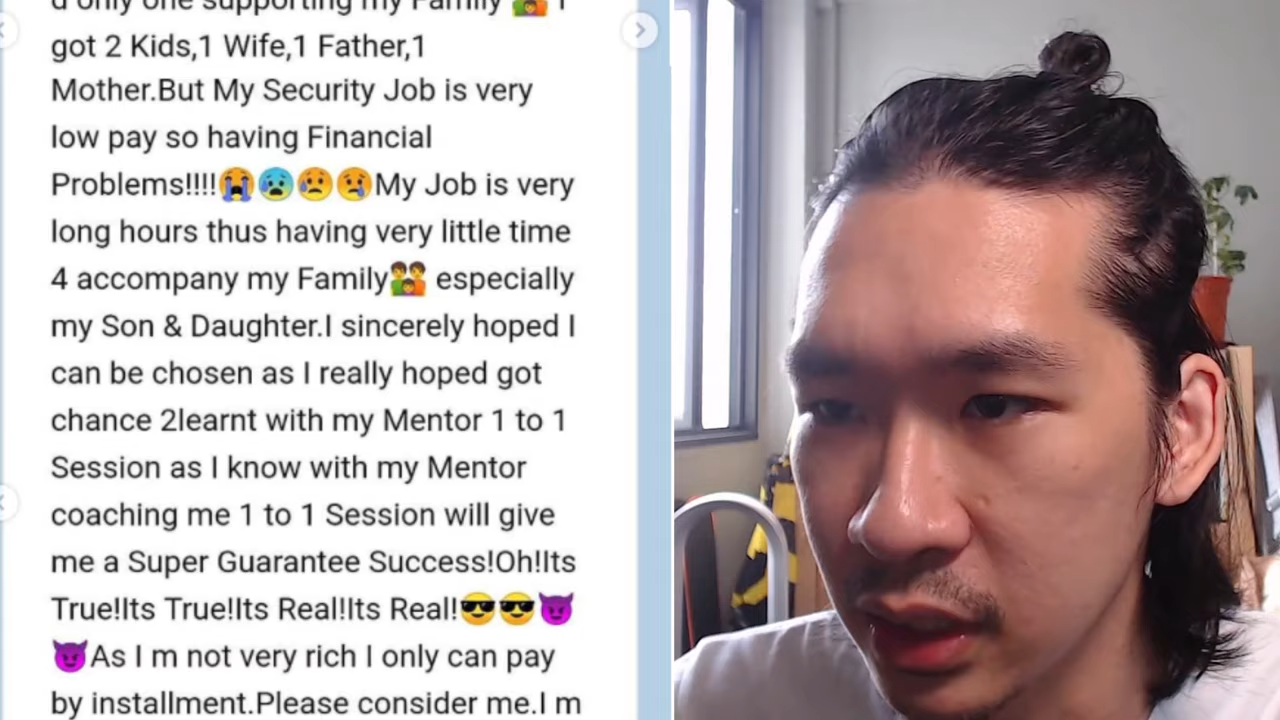 d only one supporting my Family 👨‍👩‍👦 I
got 2 Kids,1 Wife,1 Father,1
Mother.But My Security Job is very
low pay so having Financial
Problems!!!!😭😰😥😢My Job is very
long hours thus having very little time
4 accompany my Family👨‍👩‍👦 especially
my Son & Daughter.I sincerely hoped I
can be chosen as I really hoped got
chance 2learnt with my Mentor 1 to 1
Session as I know with my Mentor
coaching me 1 to 1 Session will give
me a Super Guarantee Success!Oh!Its
True!Its True!Its Real!Its Real!😎😎😈
😈As I m not very rich I only can pay
by installment.Please consider me.I m